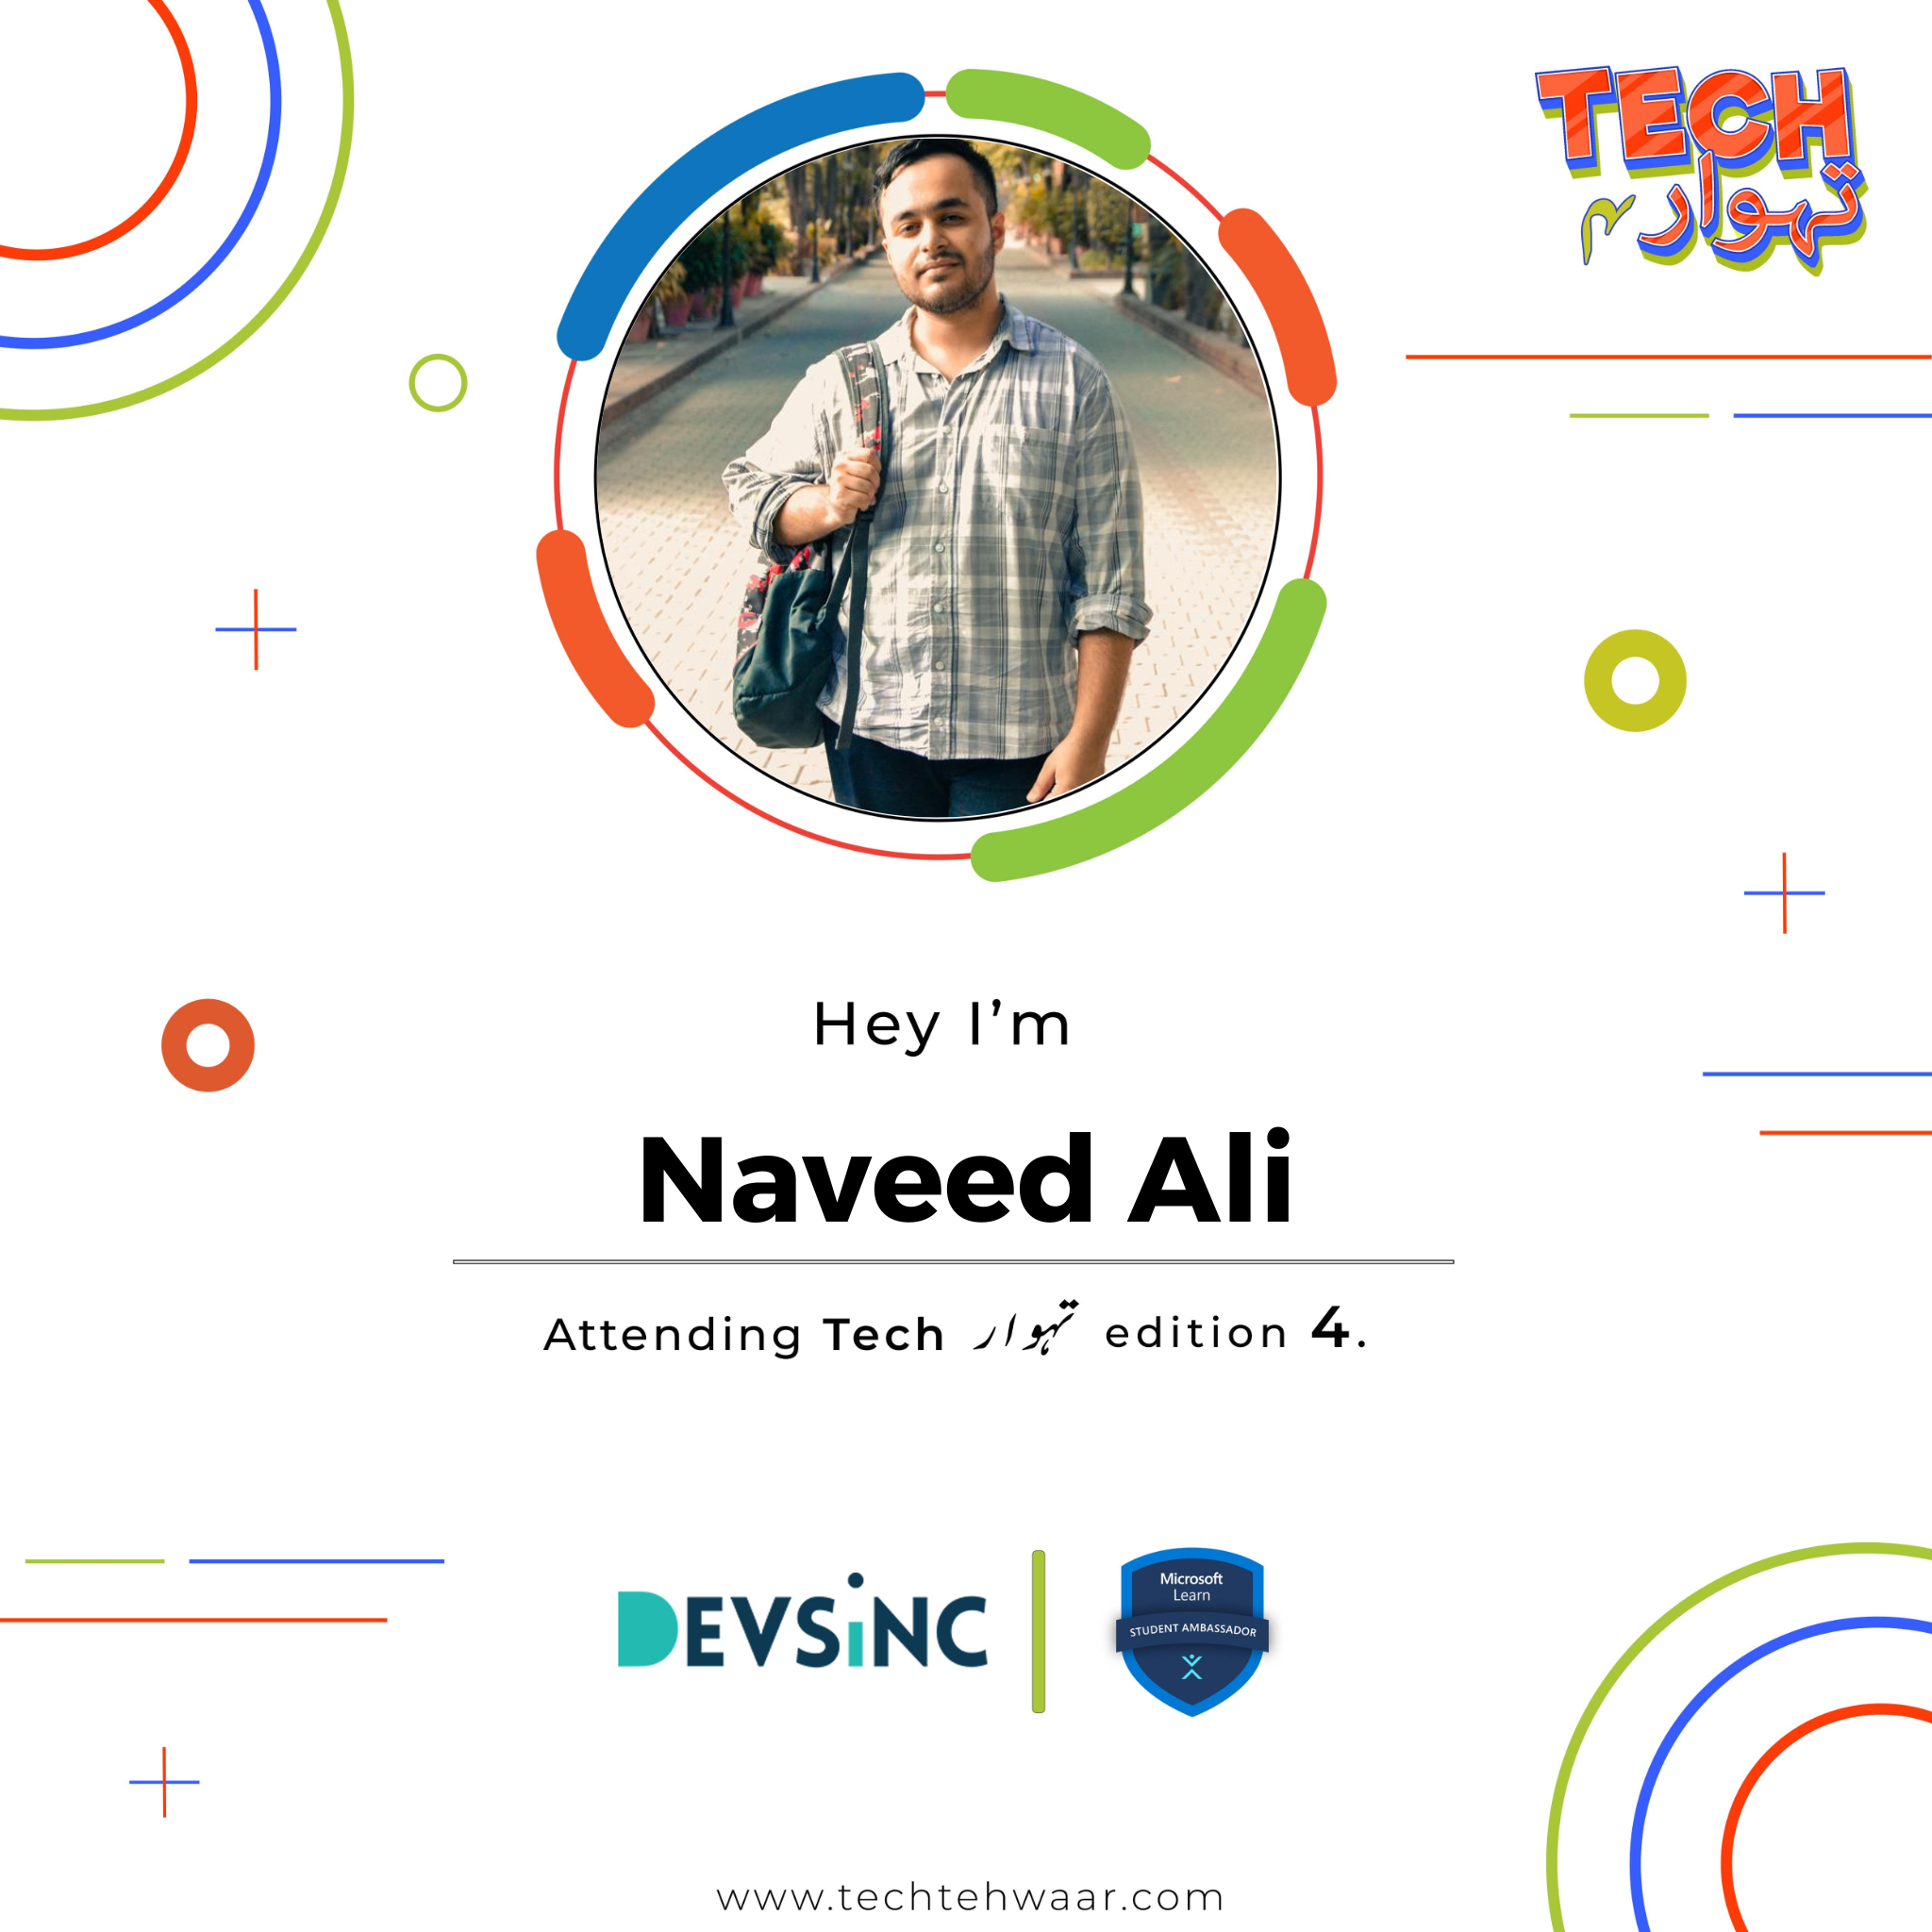 TECH
تہوار ۴
Hey I’m
Naveed Ali
Attending Tech تہوار edition 4.
DEVSiNC
Microsoft
Learn
STUDENT AMBASSADOR
www.techtehwaar.com